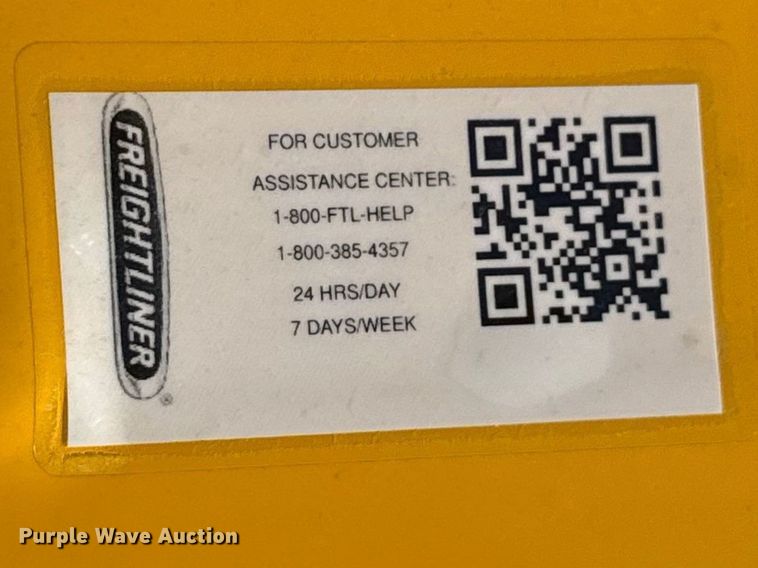 FREIGHTLINER
®
FOR CUSTOMER
ASSISTANCE CENTER:
1-800-FTL-HELP
1-800-385-4357
24 HRS/DAY
7 DAYS/WEEK
Purple Wave Auction